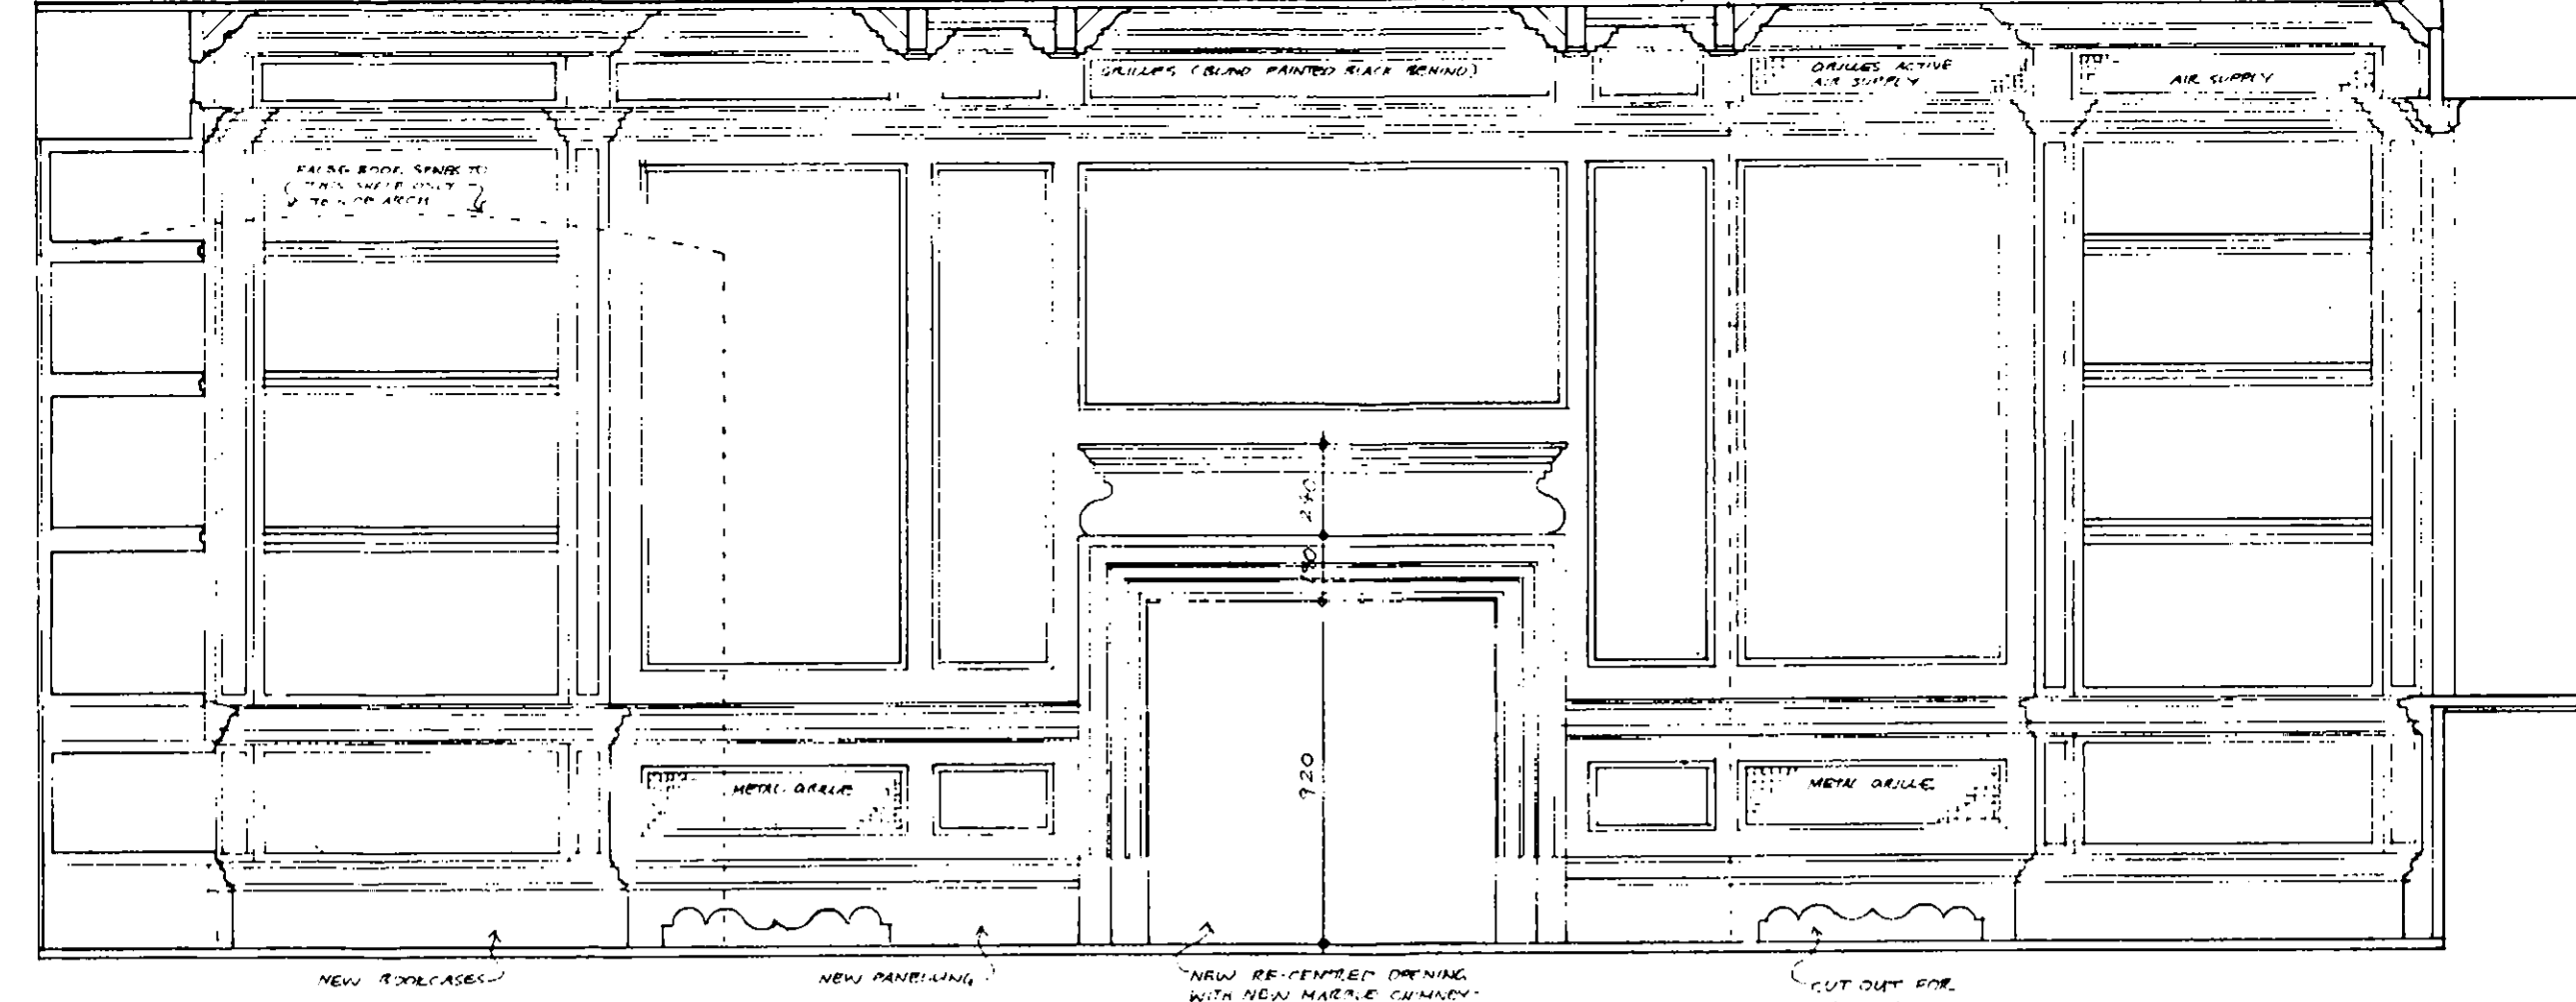 GRILLES (BLIND PAINTED BLACK BEHIND)
GRILLES ACTIVE
AIR SUPPLY
AIR SUPPLY
FALSE BOOK SPINES TO
THIS SHELF ONLY
ARCH
240
180
920
METAL GRILLE
METAL GRILLE
NEW BOOKCASES
NEW PANELLING
NEW RE-CENTRED OPENING
WITH NEW MARBLE CHIMNEY-
CUT OUT FOR